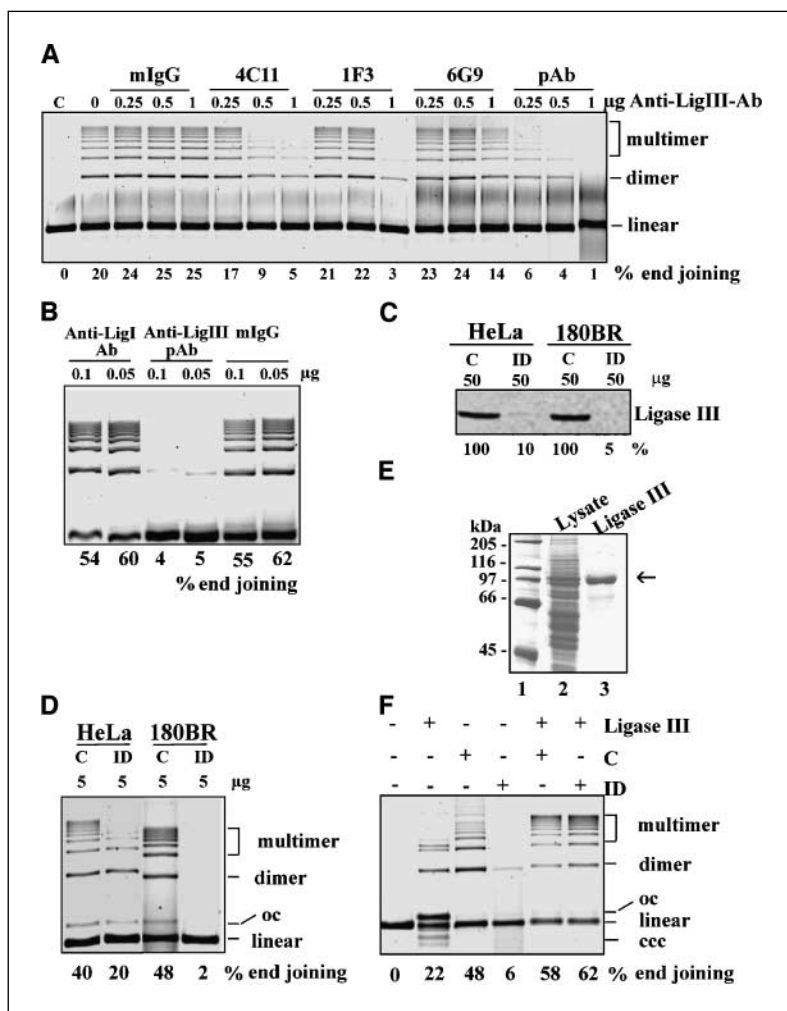 A
mIgG 4C11 1F3 6G9 pAb
C 0 0.25 0.5 1 0.25 0.5 1 0.25 0.5 1 0.25 0.5 1 0.25 0.5 1 µg Anti-LigIII-Ab
multimer
dimer
linear
0 20 24 25 25 17 9 5 21 22 3 23 24 14 6 4 1 % end joining
B
Anti-LigI Ab Anti-LigIII pAb mIgG
0.1 0.05 0.1 0.05 0.1 0.05 µg
54 60 4 5 55 62
% end joining
C
HeLa 180BR
C ID C ID
50 50 50 50 µg
Ligase III
100 10 100 5 %
E
Lysate Ligase III
kDa
205 -
116 -
97 -
66 -
45 -
1 2 3
D
HeLa 180BR
C ID C ID
5 5 5 5 µg
multimer
dimer
oc
linear
40 20 48 2 % end joining
F
- + - - + + Ligase III
- - + - + - C
- - - + - + ID
multimer
dimer
oc
linear
ccc
0 22 48 6 58 62 % end joining